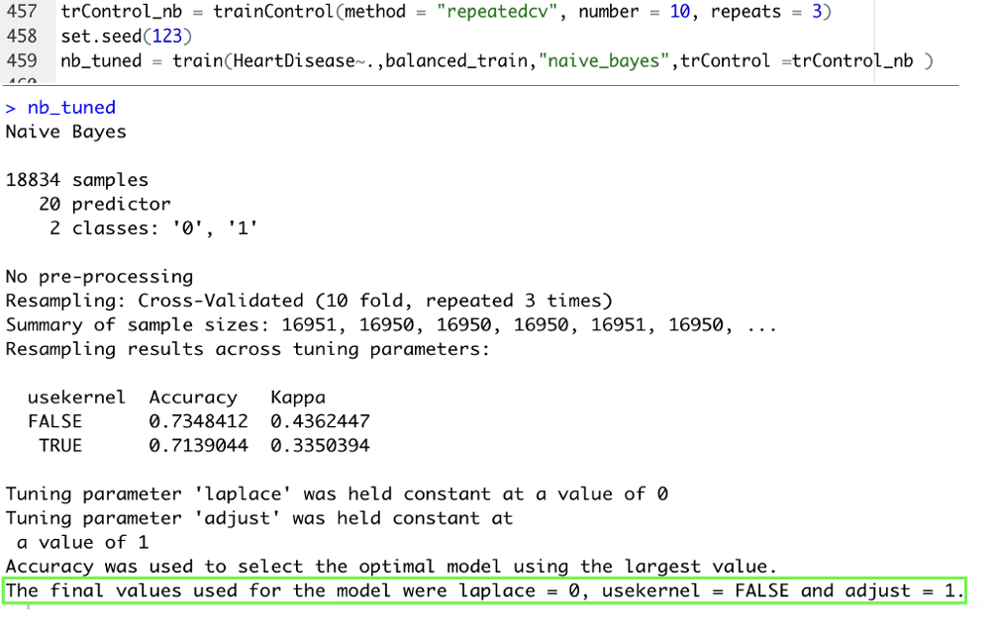 457 trControl_nb = trainControl(method = "repeatedcv", number = 10, repeats = 3)
458 set.seed(123)
459 nb_tuned = train(HeartDisease~.,balanced_train,"naive_bayes",trControl =trControl_nb )
> nb_tuned
Naive Bayes
18834 samples
20 predictor
2 classes: '0', '1'
No pre-processing
Resampling: Cross-Validated (10 fold, repeated 3 times)
Summary of sample sizes: 16951, 16950, 16950, 16950, 16951, 16950, ...
Resampling results across tuning parameters:
usekernel Accuracy Kappa
FALSE 0.7348412 0.4362447
TRUE 0.7139044 0.3350394
Tuning parameter 'laplace' was held constant at a value of 0
Tuning parameter 'adjust' was held constant at
a value of 1
Accuracy was used to select the optimal model using the largest value.
The final values used for the model were laplace = 0, usekernel = FALSE and adjust = 1.